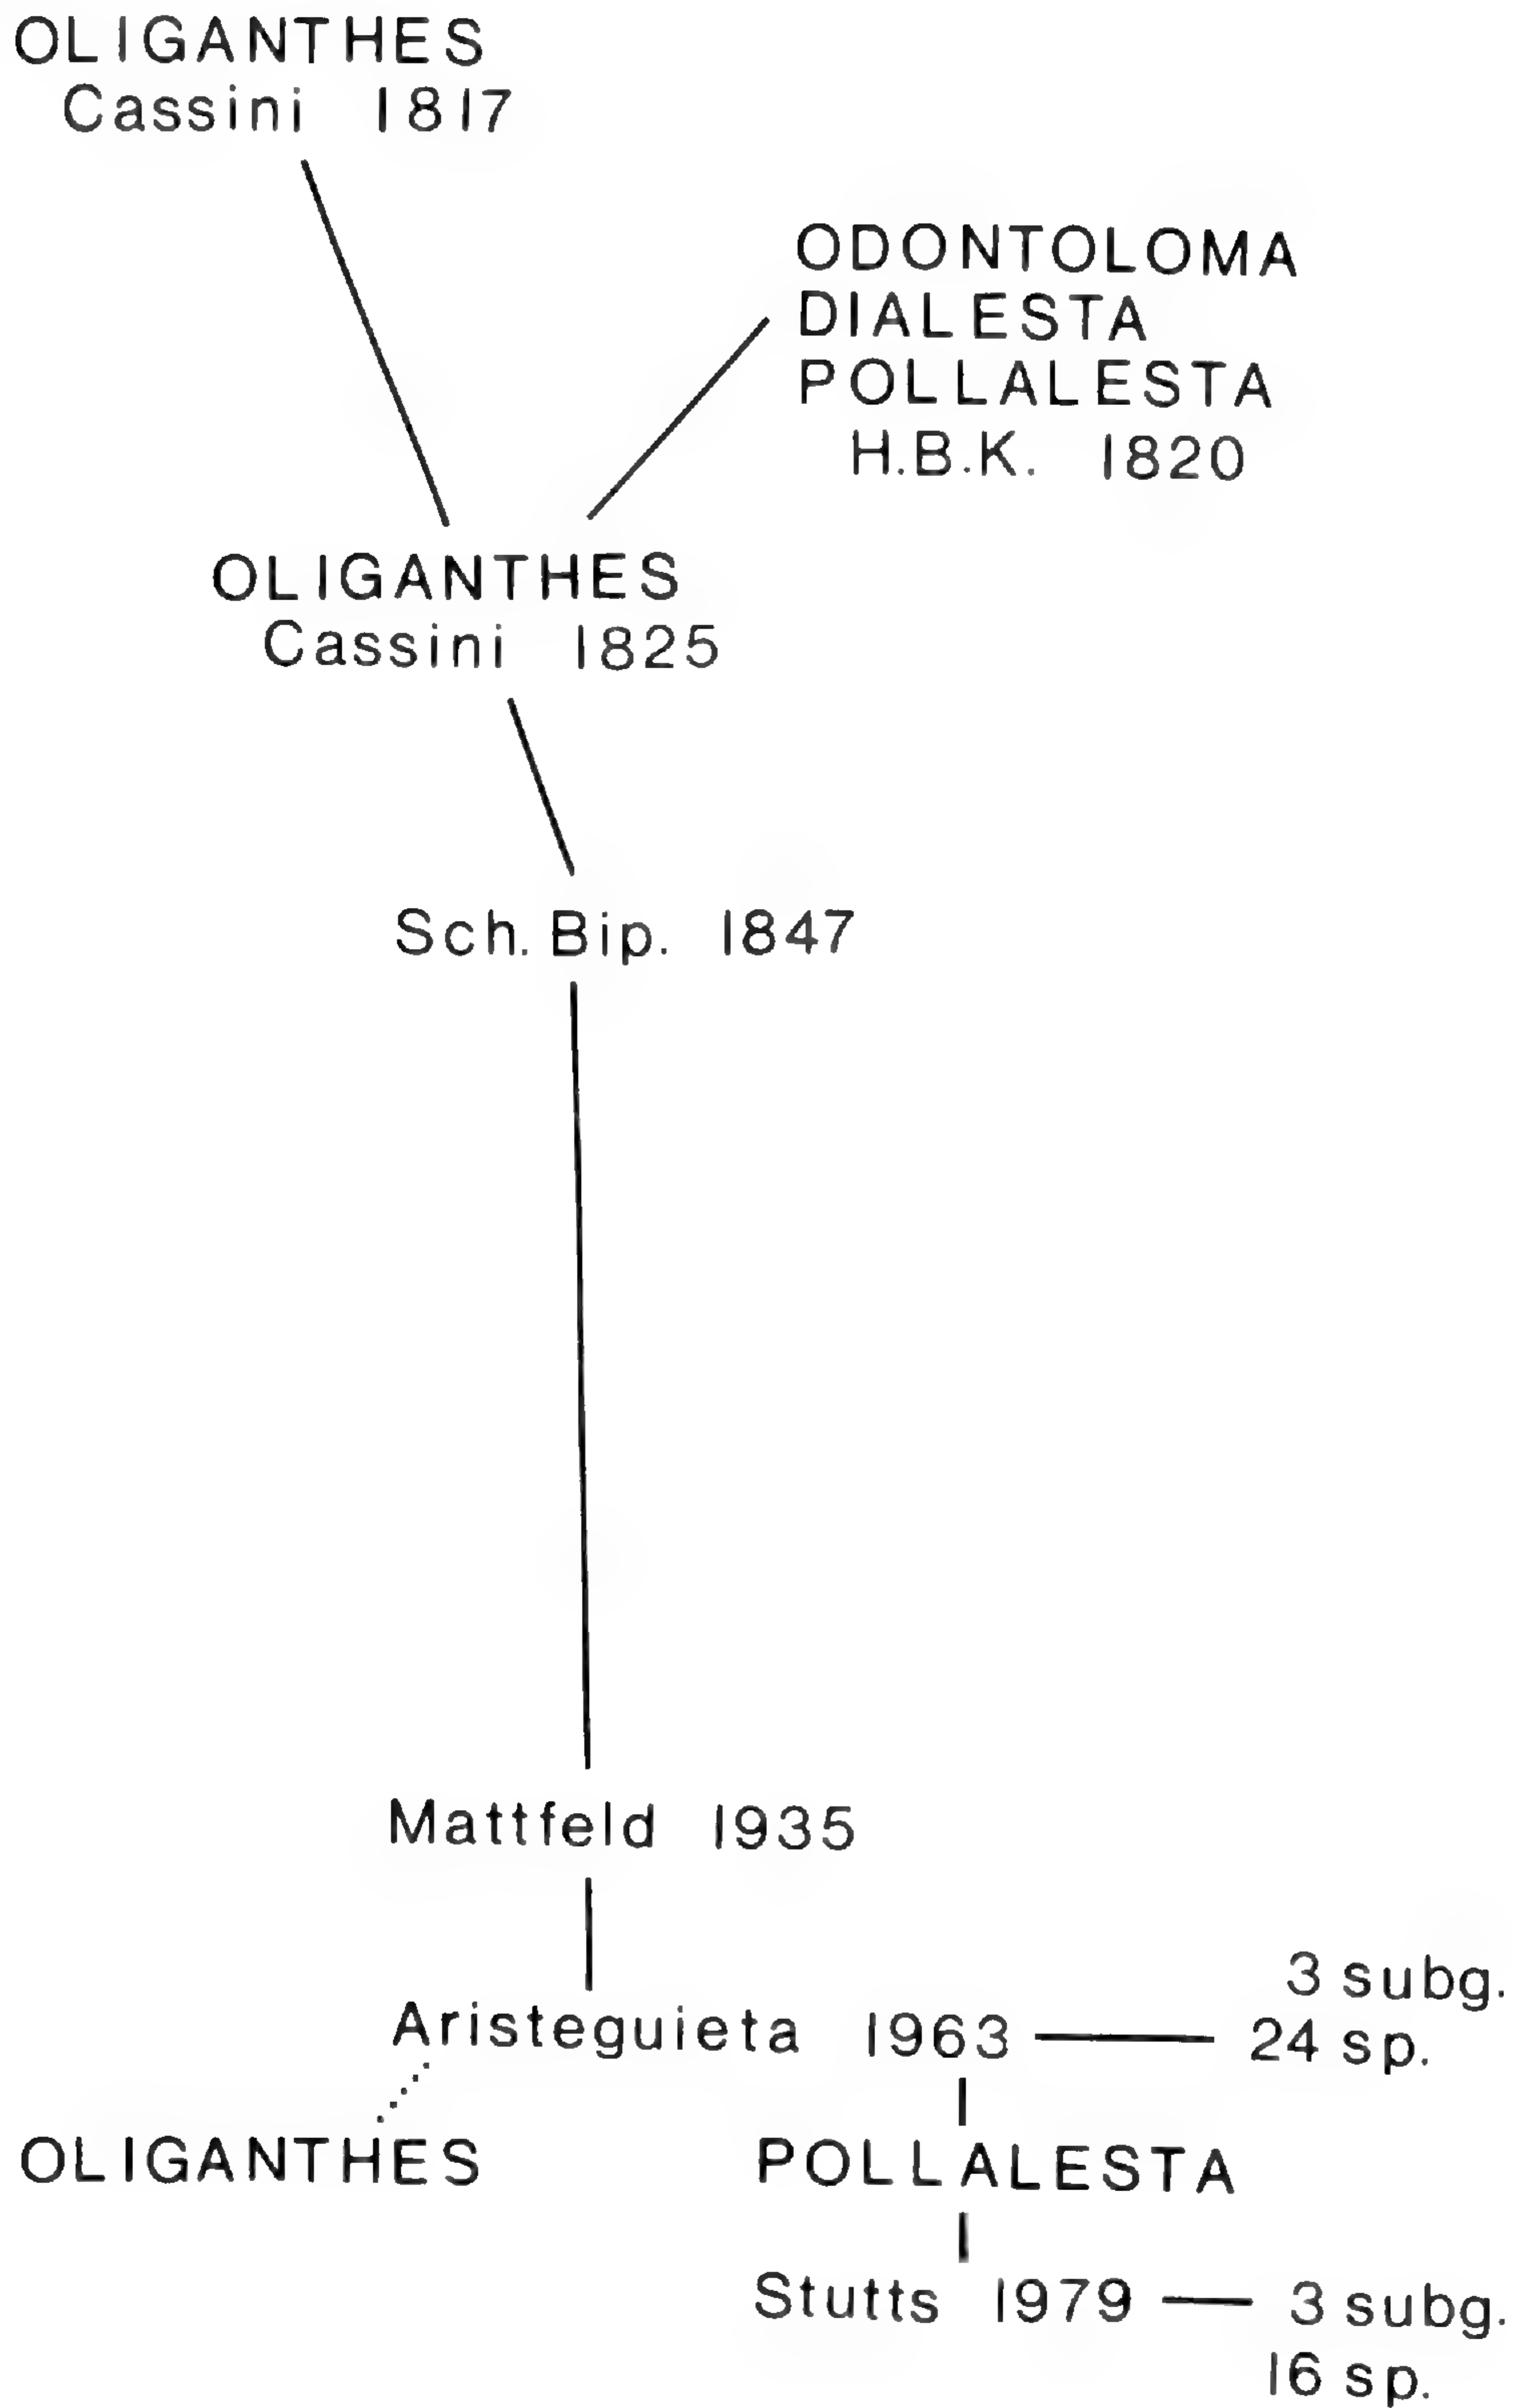 OLIGANTHES
Cassini 1817
ODONTOLOMA
DIALESTA
POLLALESTA
H.B.K. 1820
OLIGANTHES
Cassini 1825
Sch. Bip. 1847
Mattfeld 1935
3 subg.
Aristeguieta 1963 24 sp.
OLIGANTHES POLLALESTA
Stutts 1979 3 subg.
16 sp.